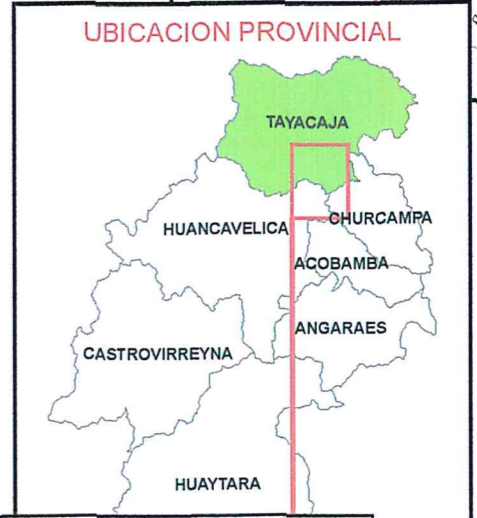 UBICACION PROVINCIAL
TAYACAJA
HUANCAVELICA
CHURCAMPA
ACOBAMBA
ANGARAES
CASTROVIRREYNA
HUAYTARA